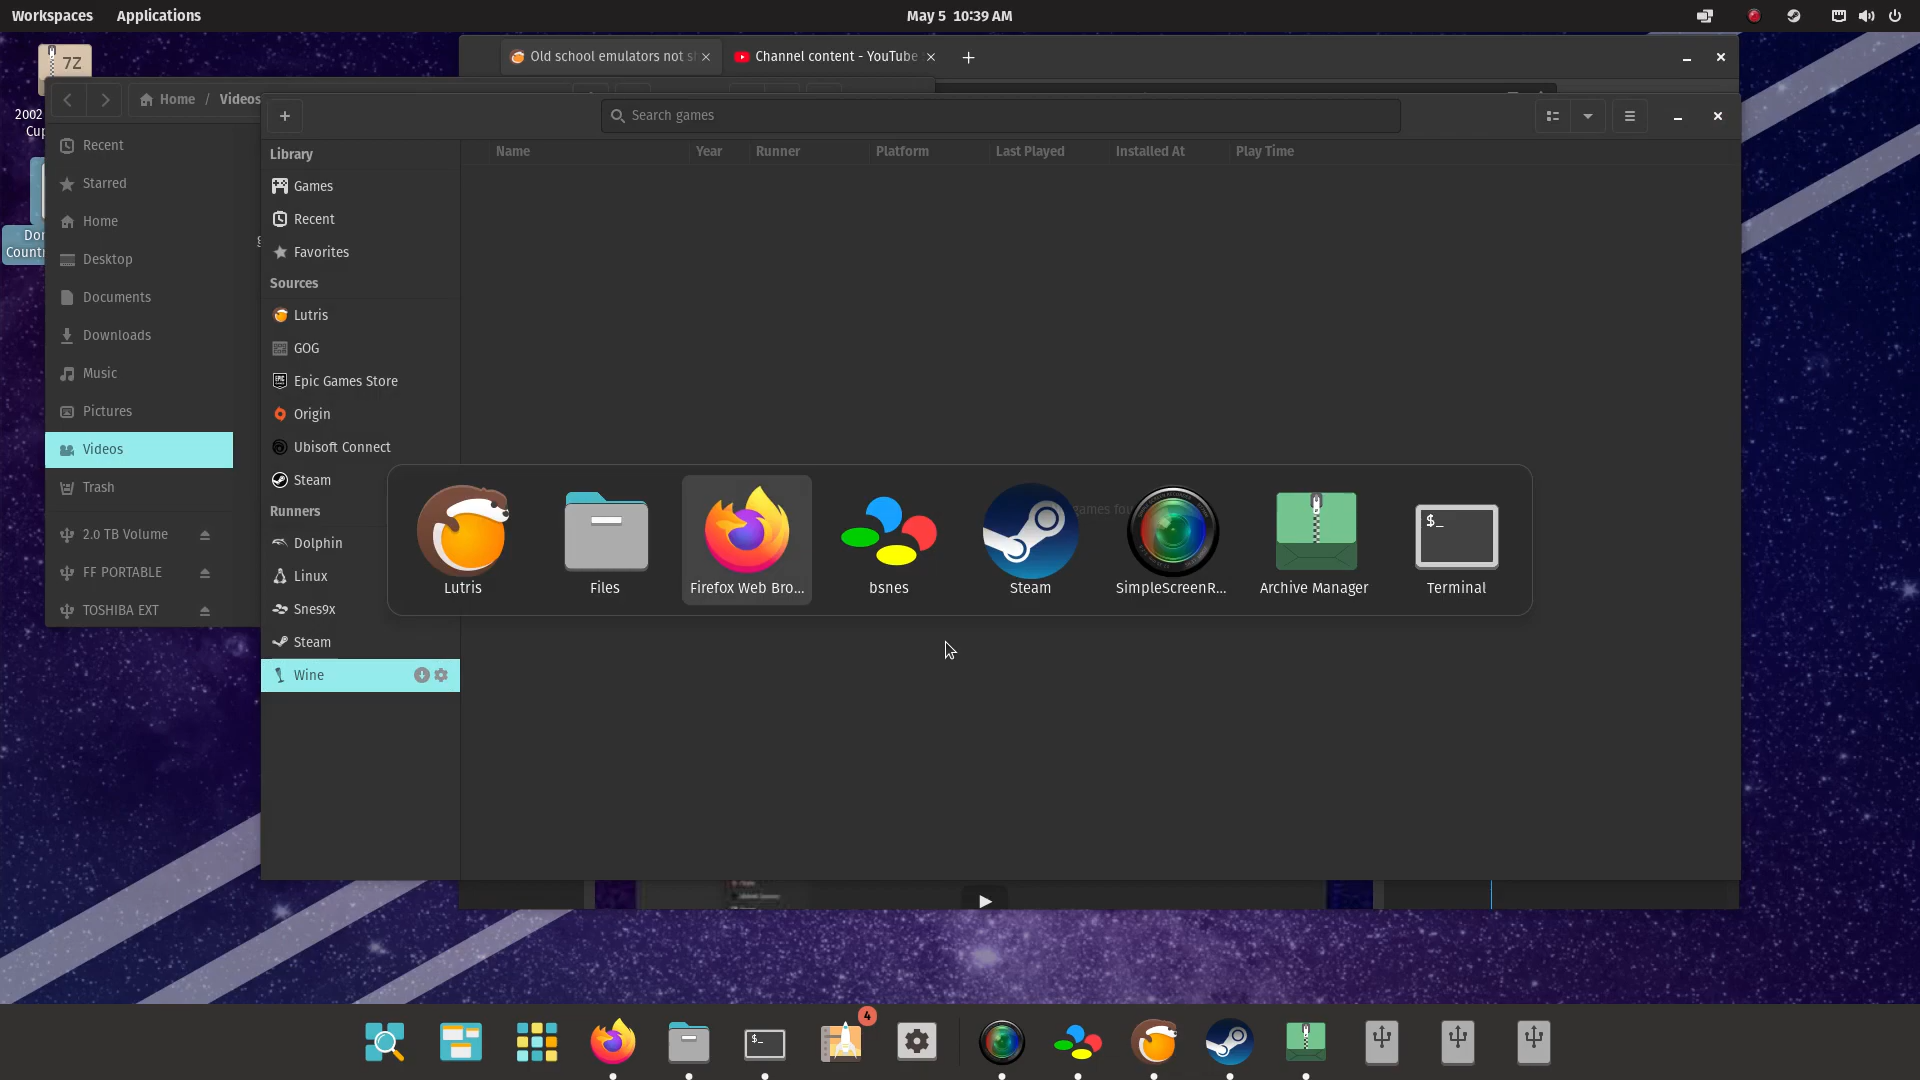 Workspaces Applications May 5 10:39 AM
7Z
2002
Cup
Don
Countr
Old school emulators not s
Channel content - YouTube
Home / Videos
Recent
Starred
Home
Desktop
Documents
Downloads
Music
Pictures
Videos
Trash
2.0 TB Volume
FF PORTABLE
TOSHIBA EXT
Search games
Library
Games
Recent
Favorites
Sources
Lutris
GOG
Epic Games Store
Origin
Ubisoft Connect
Steam
Runners
Dolphin
Linux
Snes9x
Steam
Wine
Name Year Runner Platform Last Played Installed At Play Time
games fou
$_
Lutris Files Firefox Web Bro... bsnes Steam SimpleScreenR... Archive Manager Terminal
$_
4